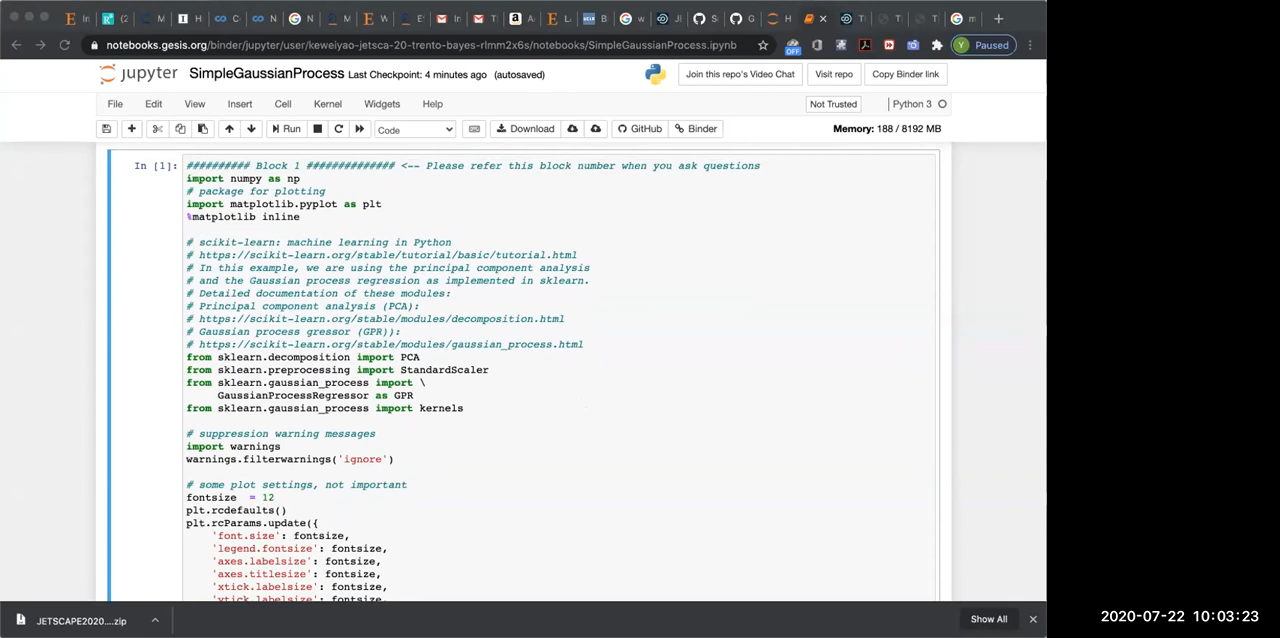 notebooks.gesis.org/binder/jupyter/user/keweiyao-jetsca-20-trento-bayes-rlmm2x6s/notebooks/SimpleGaussianProcess.ipynb
OFF
Y Paused
jupyter SimpleGaussianProcess Last Checkpoint: 4 minutes ago (autosaved)
Join this repo's Video Chat Visit repo Copy Binder link
File Edit View Insert Cell Kernel Widgets Help Not Trusted Python 3
Run Code Download GitHub Binder Memory: 188 / 8192 MB
In [1]: ########## Block 1 ############## <-- Please refer this block number when you ask questions
import numpy as np
# package for plotting
import matplotlib.pyplot as plt
%matplotlib inline
# scikit-learn: machine learning in Python
# https://scikit-learn.org/stable/tutorial/basic/tutorial.html
# In this example, we are using the principal component analysis
# and the Gaussian process regression as implemented in sklearn.
# Detailed documentation of these modules:
# Principal component analysis (PCA):
# https://scikit-learn.org/stable/modules/decomposition.html
# Gaussian process gressor (GPR)):
# https://scikit-learn.org/stable/modules/gaussian_process.html
from sklearn.decomposition import PCA
from sklearn.preprocessing import StandardScaler
from sklearn.gaussian_process import \
GaussianProcessRegressor as GPR
from sklearn.gaussian_process import kernels
# suppression warning messages
import warnings
warnings.filterwarnings('ignore')
# some plot settings, not important
fontsize = 12
plt.rcdefaults()
plt.rcParams.update({
'font.size': fontsize,
'legend.fontsize': fontsize,
'axes.labelsize': fontsize,
'axes.titlesize': fontsize,
'xtick.labelsize': fontsize,
'ytick.labelsize': fontsize,
JETSCAPE2020....zip
Show All
2020-07-22 10:03:23